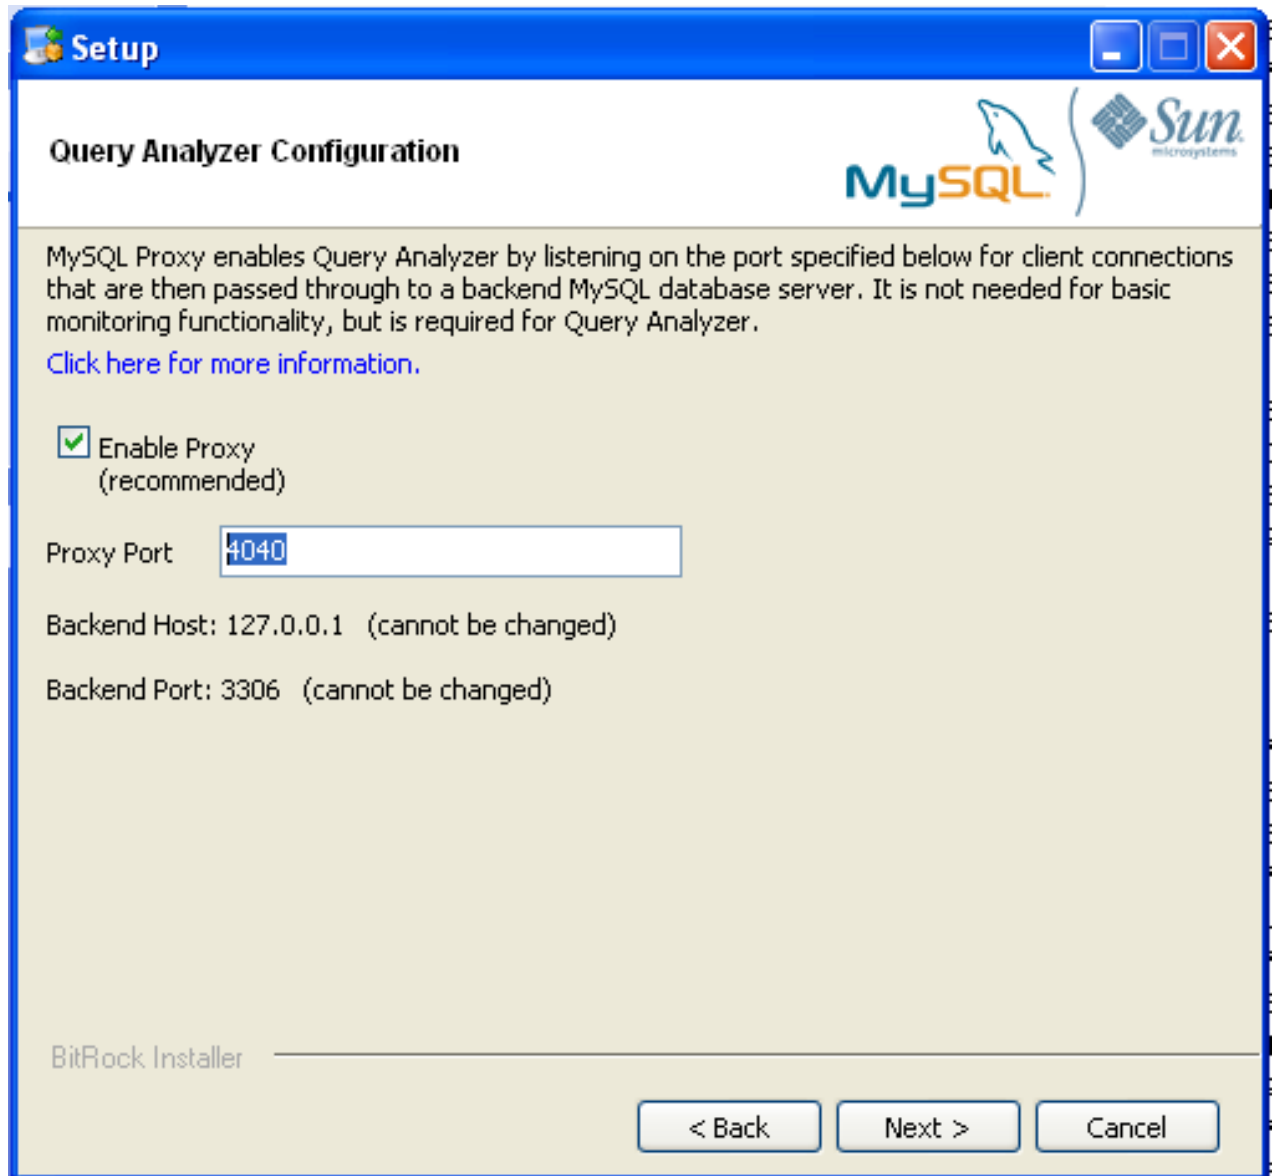 Setup
Query Analyzer Configuration
MySQL
Sun
microsystems
MySQL Proxy enables Query Analyzer by listening on the port specified below for client connections
that are then passed through to a backend MySQL database server. It is not needed for basic
monitoring functionality, but is required for Query Analyzer.
Click here for more information.
Enable Proxy
(recommended)
Proxy Port 4040
Backend Host: 127.0.0.1 (cannot be changed)
Backend Port: 3306 (cannot be changed)
BitRock Installer
< Back Next > Cancel